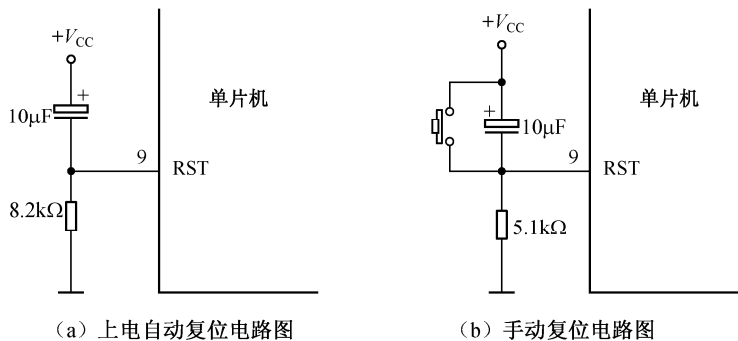 +VCC
10μF
+
单片机
9
RST
8.2kΩ
(a)上电自动复位电路图
+VCC
+
10μF
单片机
9
RST
5.1kΩ
(b)手动复位电路图